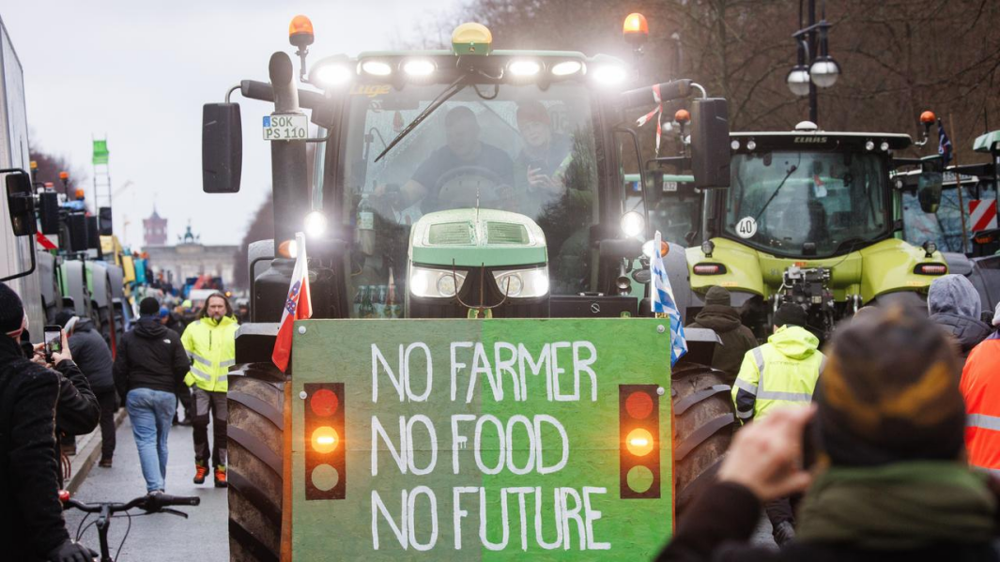 SOK
PS 110
CLAAS
40
NO FARMER
NO FOOD
NO FUTURE